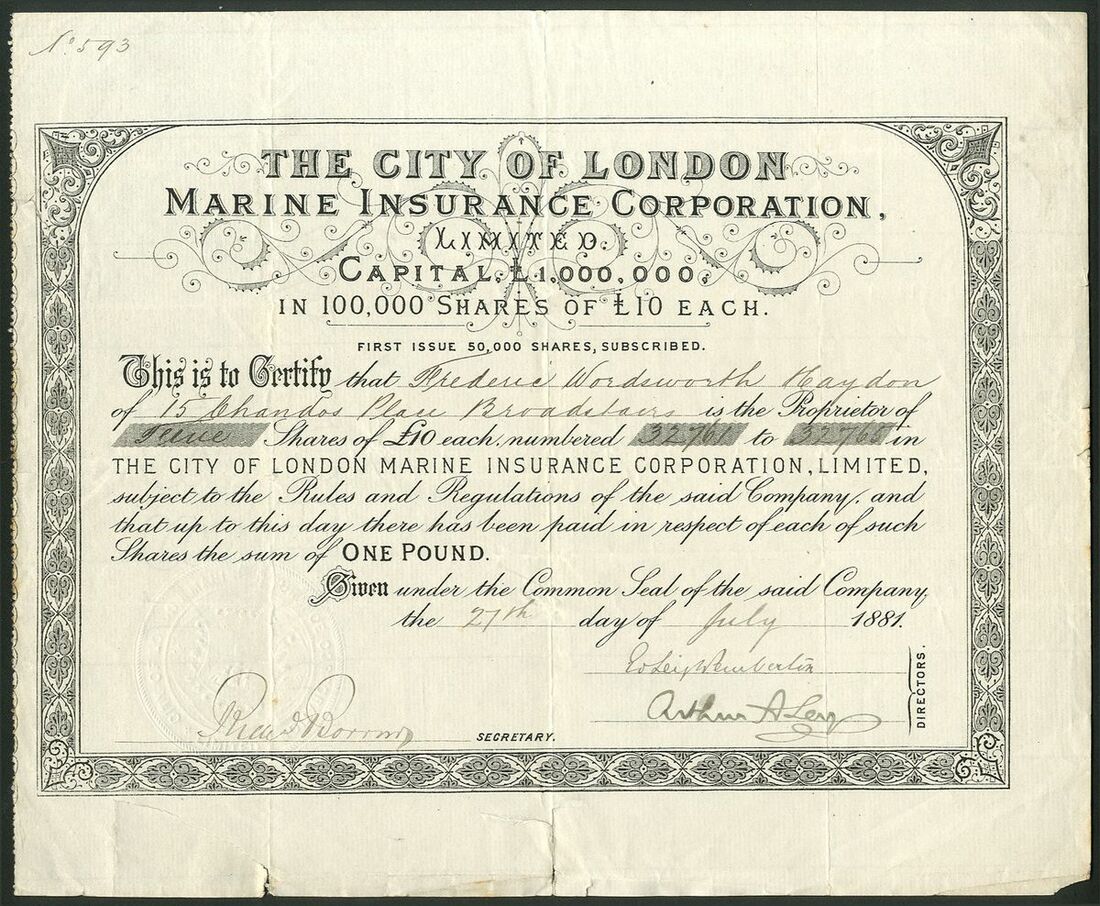 No. 593
THE CITY OF LONDON
MARINE INSURANCE CORPORATION,
LIMITED.
CAPITAL, £1,000,000,
IN 100,000 SHARES OF £10 EACH.
FIRST ISSUE 50,000 SHARES, SUBSCRIBED.
This is to Certify that Frederic Wordsworth Haydon
of 15 Chandos Place Broadstairs is the Proprietor of
Shares of £10 each, numbered 32761 to in
THE CITY OF LONDON MARINE INSURANCE CORPORATION, LIMITED,
subject to the Rules and Regulations of the said Company, and
that up to this day there has been paid in respect of each of such
Shares the sum of ONE POUND.
Given under the Common Seal of the said Company,
the 27th day of July 1881.
E Leigh Pemberton
Arthur A Levy
DIRECTORS.
SECRETARY.